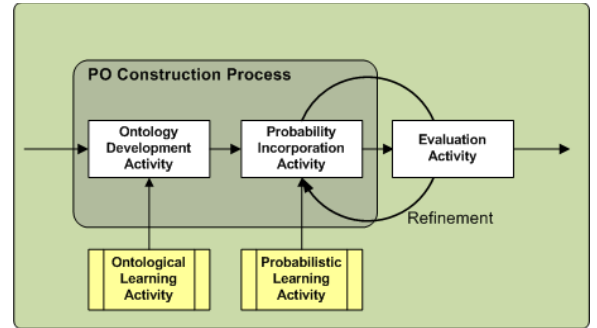 PO Construction Process
Ontology
Development
Activity
Probability
Incorporation
Activity
Evaluation
Activity
Refinement
Ontological
Learning
Activity
Probabilistic
Learning
Activity